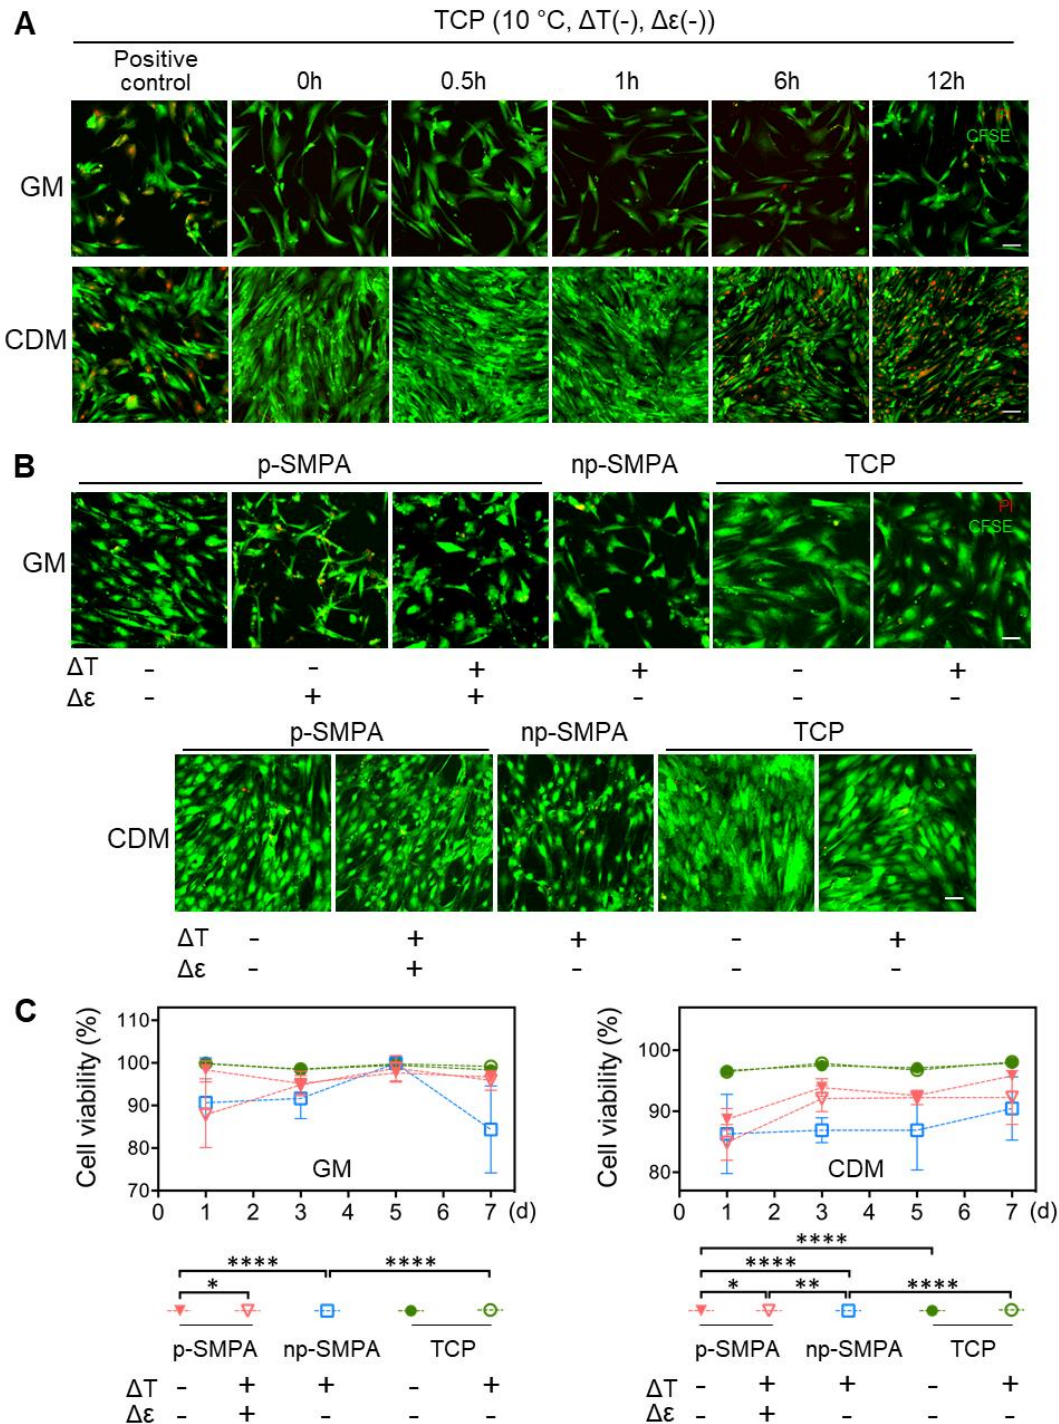 A
TCP (10 °C, ΔT(-), Δε(-))
Positive control 0h 0.5h 1h 6h 12h
GM
CFSE
CDM
B
p-SMPA np-SMPA TCP
PI
CFSE
GM
ΔT - - + + - +
Δε - + + - - -
p-SMPA np-SMPA TCP
CDM
ΔT - + + - +
Δε - + - - -
C
Cell viability (%)
110
100
90
80
70
GM
0 1 2 3 4 5 6 7 (d)
**** ****
*
p-SMPA np-SMPA TCP
ΔT - + + - +
Δε - + - - -
Cell viability (%)
100
90
80
CDM
0 1 2 3 4 5 6 7 (d)
****
****
* ** ****
p-SMPA np-SMPA TCP
ΔT - + + - +
Δε - + - - -